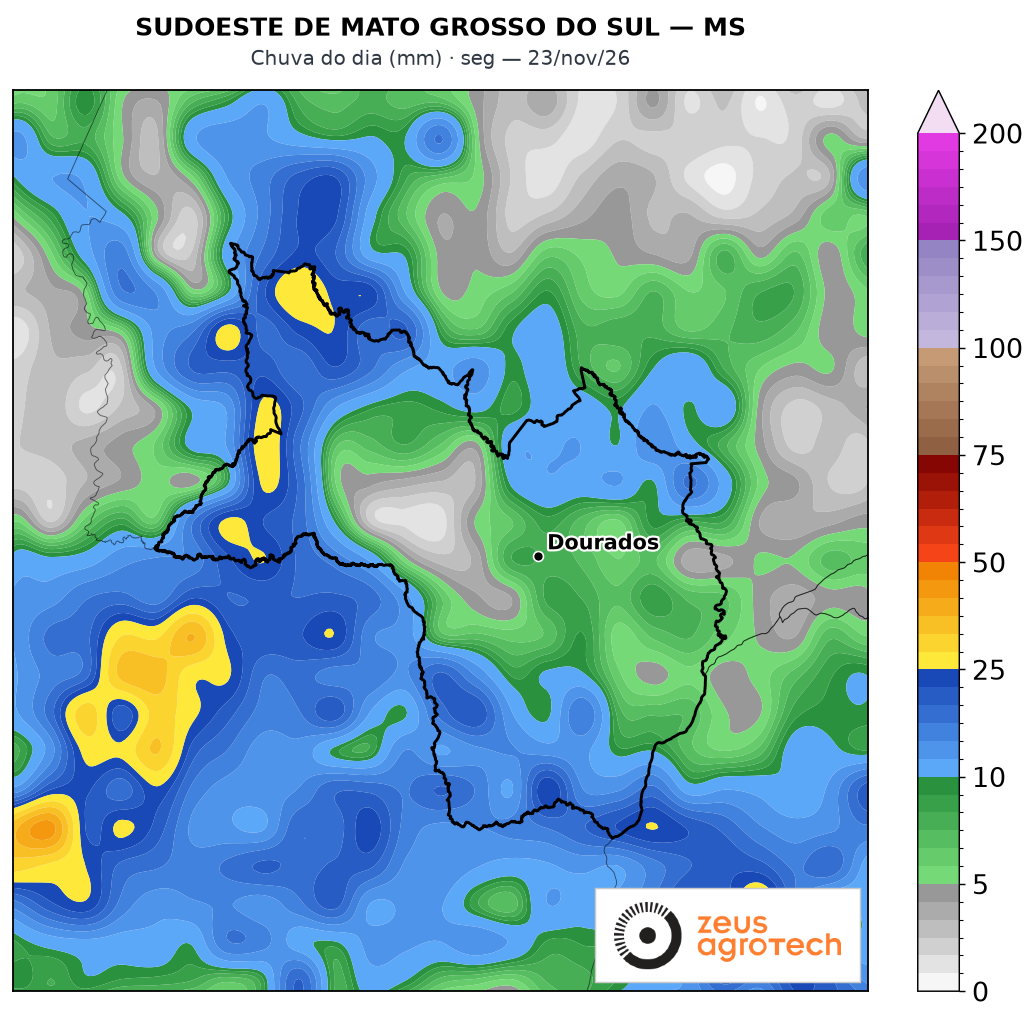 SUDOESTE DE MATO GROSSO DO SUL — MS
Chuva do dia (mm) · seg — 23/nov/26
200
150
100
75
50
25
10
5
0
Dourados
zeus
agrotech